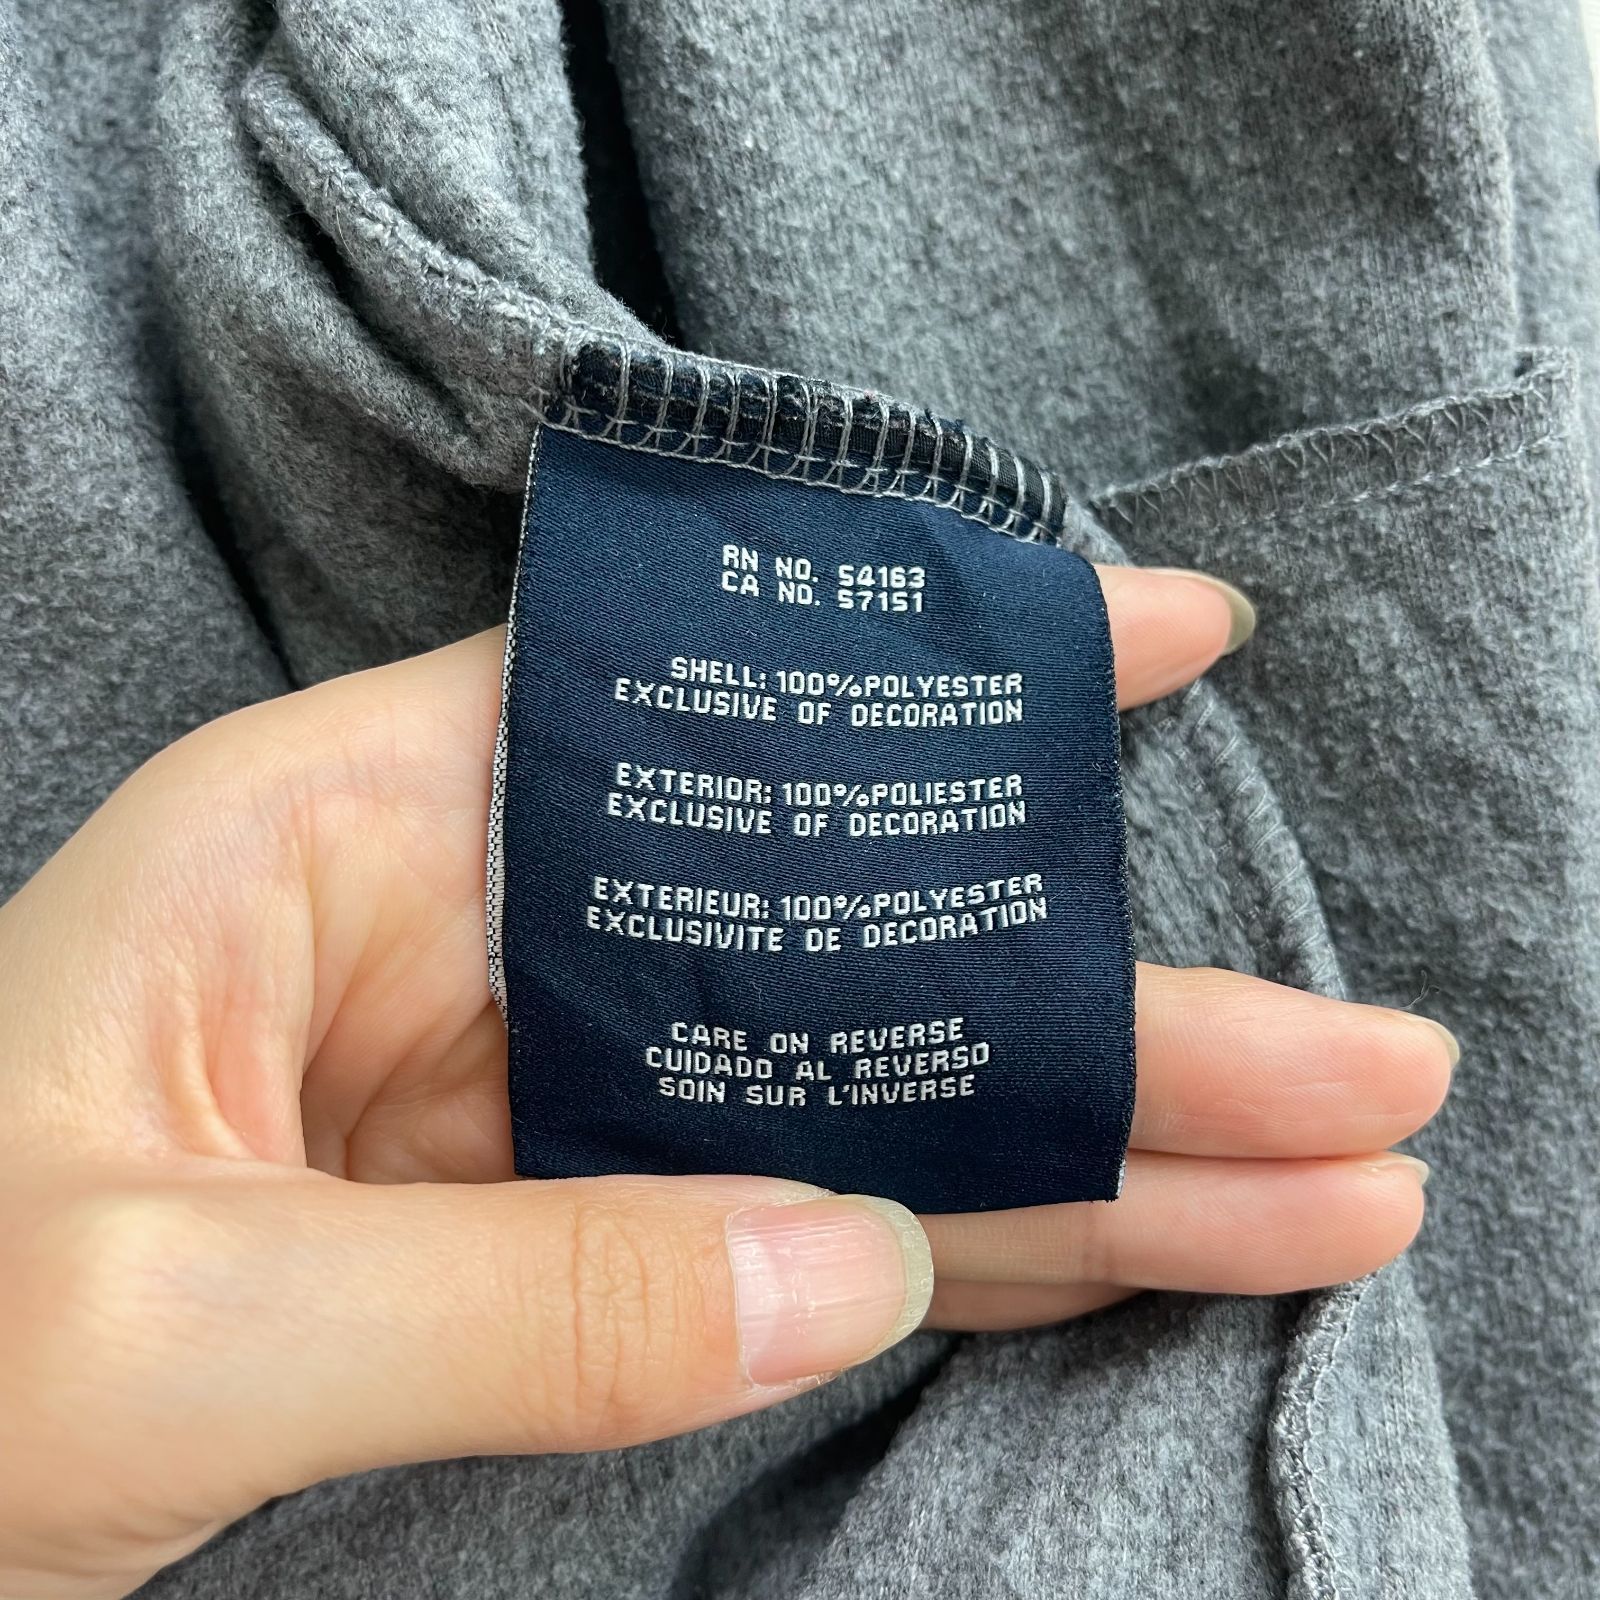 RN NO. 54163
CA NO. 57151
SHELL: 100%POLYESTER
EXCLUSIVE OF DECORATION
EXTERIOR: 100%POLIESTER
EXCLUSIVE OF DECORATION
EXTERIEUR: 100%POLYESTER
EXCLUSIVITE DE DECORATION
CARE ON REVERSE
CUIDADO AL REVERSO
SOIN SUR L'INVERSE